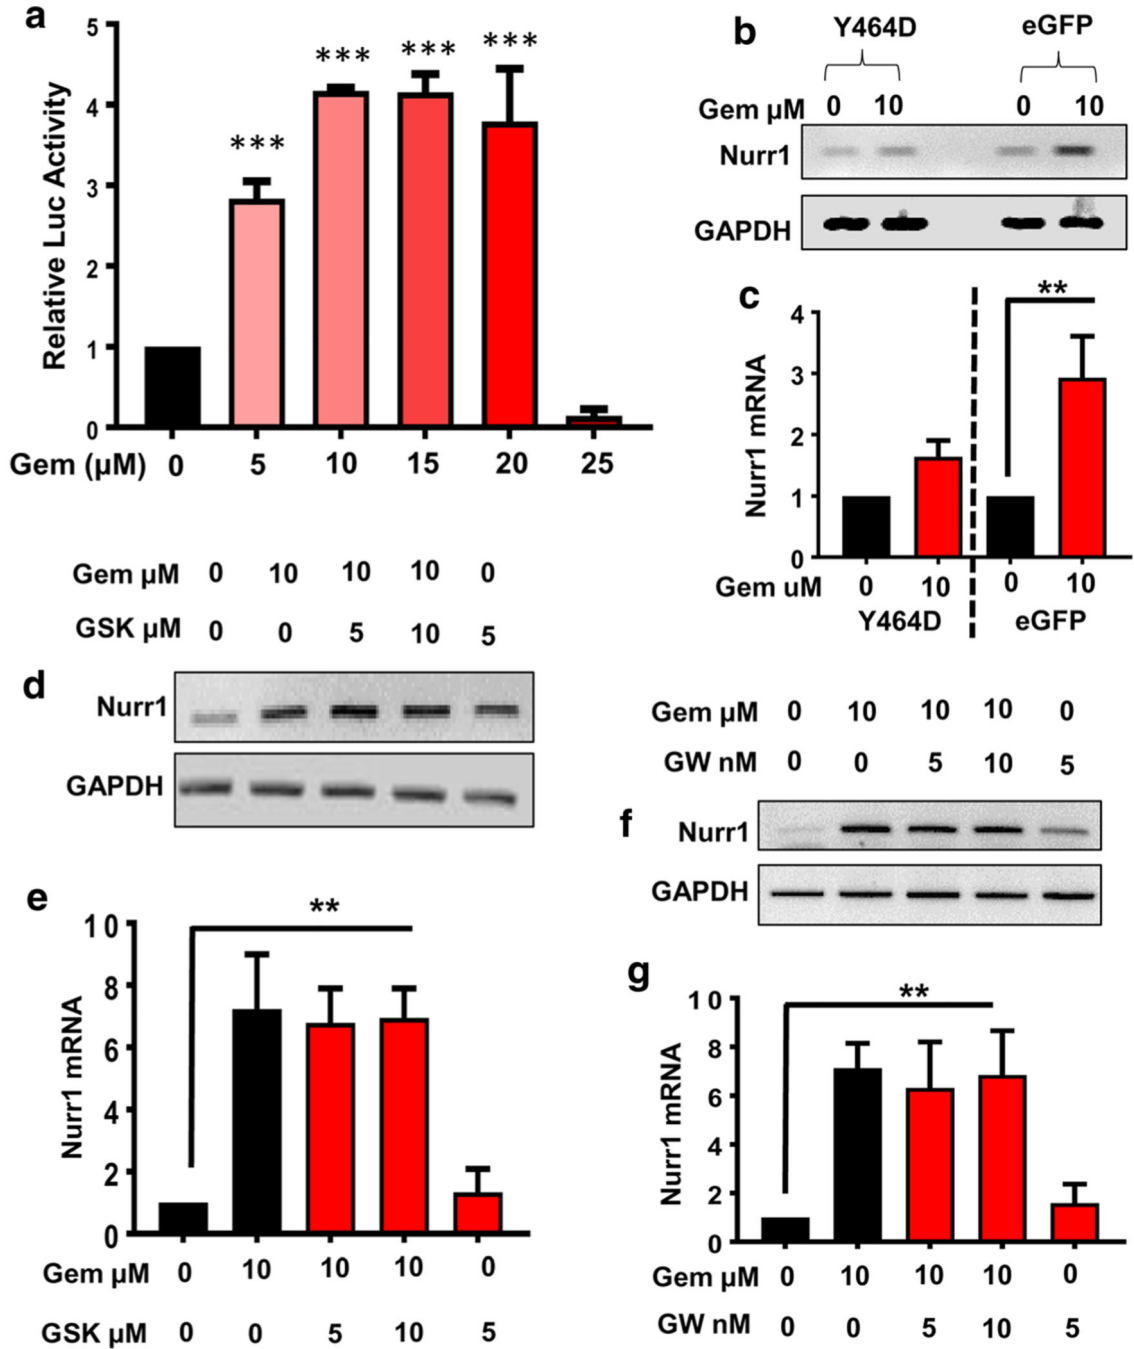 a
Relative Luc Activity
5
4
3
2
1
0
*** *** *** *** 
Gem (µM) 0 5 10 15 20 25
b
Y464D eGFP
Gem µM 0 10 0 10
Nurr1
GAPDH
c
**
Nurr1 mRNA
4
3
2
1
0
Gem uM 0 10 0 10
Y464D eGFP
Gem µM 0 10 10 10 0
GSK µM 0 0 5 10 5
d
Nurr1
GAPDH
e
**
Nurr1 mRNA
10
8
6
4
2
0
Gem µM 0 10 10 10 0
GSK µM 0 0 5 10 5
Gem µM 0 10 10 10 0
GW nM 0 0 5 10 5
f
Nurr1
GAPDH
g
**
Nurr1 mRNA
10
8
6
4
2
0
Gem µM 0 10 10 10 0
GW nM 0 0 5 10 5